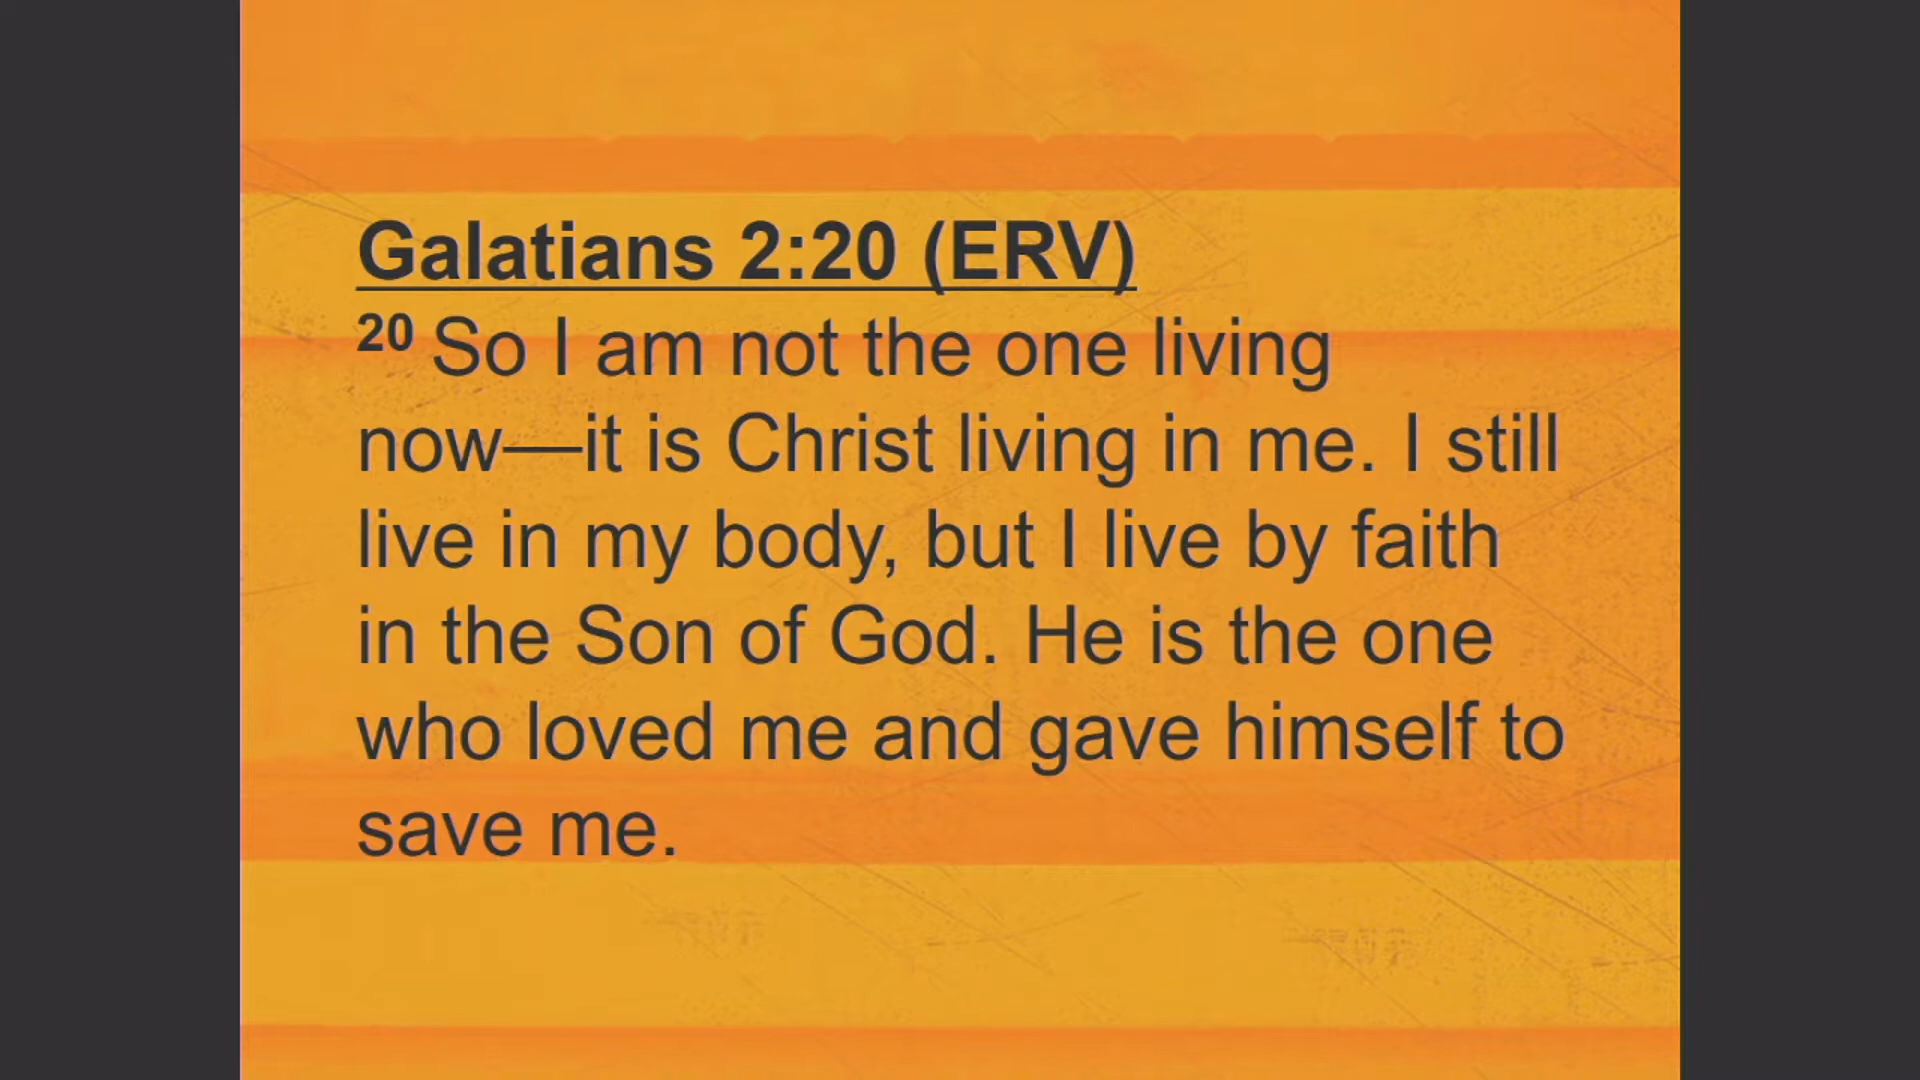 Galatians 2:20 (ERV)
20 So I am not the one living
now—it is Christ living in me. I still
live in my body, but I live by faith
in the Son of God. He is the one
who loved me and gave himself to
save me.